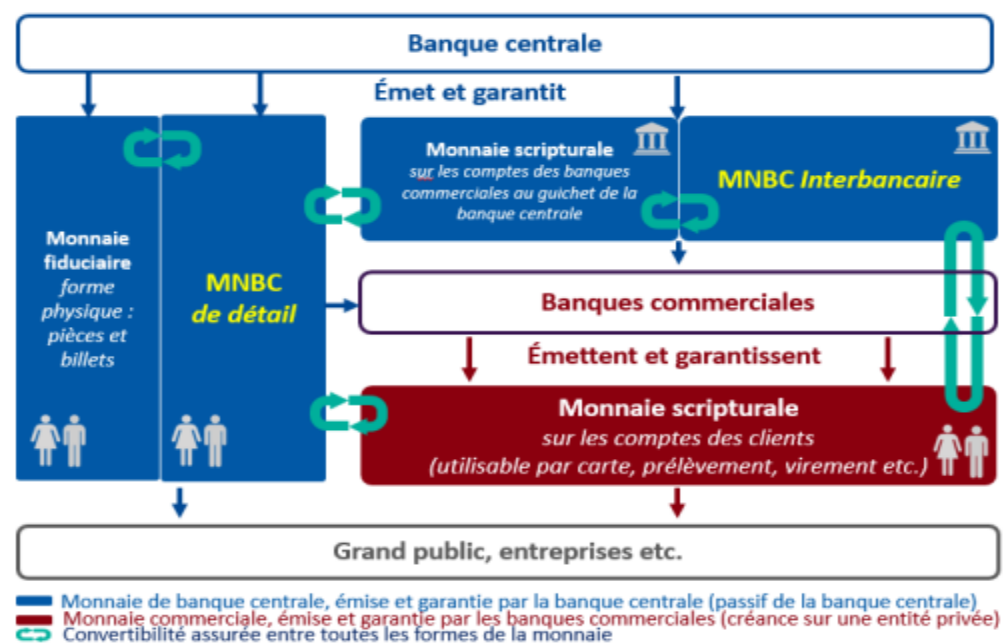 Banque centrale
Émet et garantit
Monnaie
fiduciaire
forme
physique :
pièces et
billets
MNBC
de détail
Monnaie scripturale
sur les comptes des banques
commerciales au guichet de la
banque centrale
MNBC Interbancaire
Banques commerciales
Émettent et garantissent
Monnaie scripturale
sur les comptes des clients
(utilisable par carte, prélèvement, virement etc.)
Grand public, entreprises etc.
Monnaie de banque centrale, émise et garantie par la banque centrale (passif de la banque centrale)
Monnaie commerciale, émise et garantie par les banques commerciales (créance sur une entité privée)
Convertibilité assurée entre toutes les formes de la monnaie